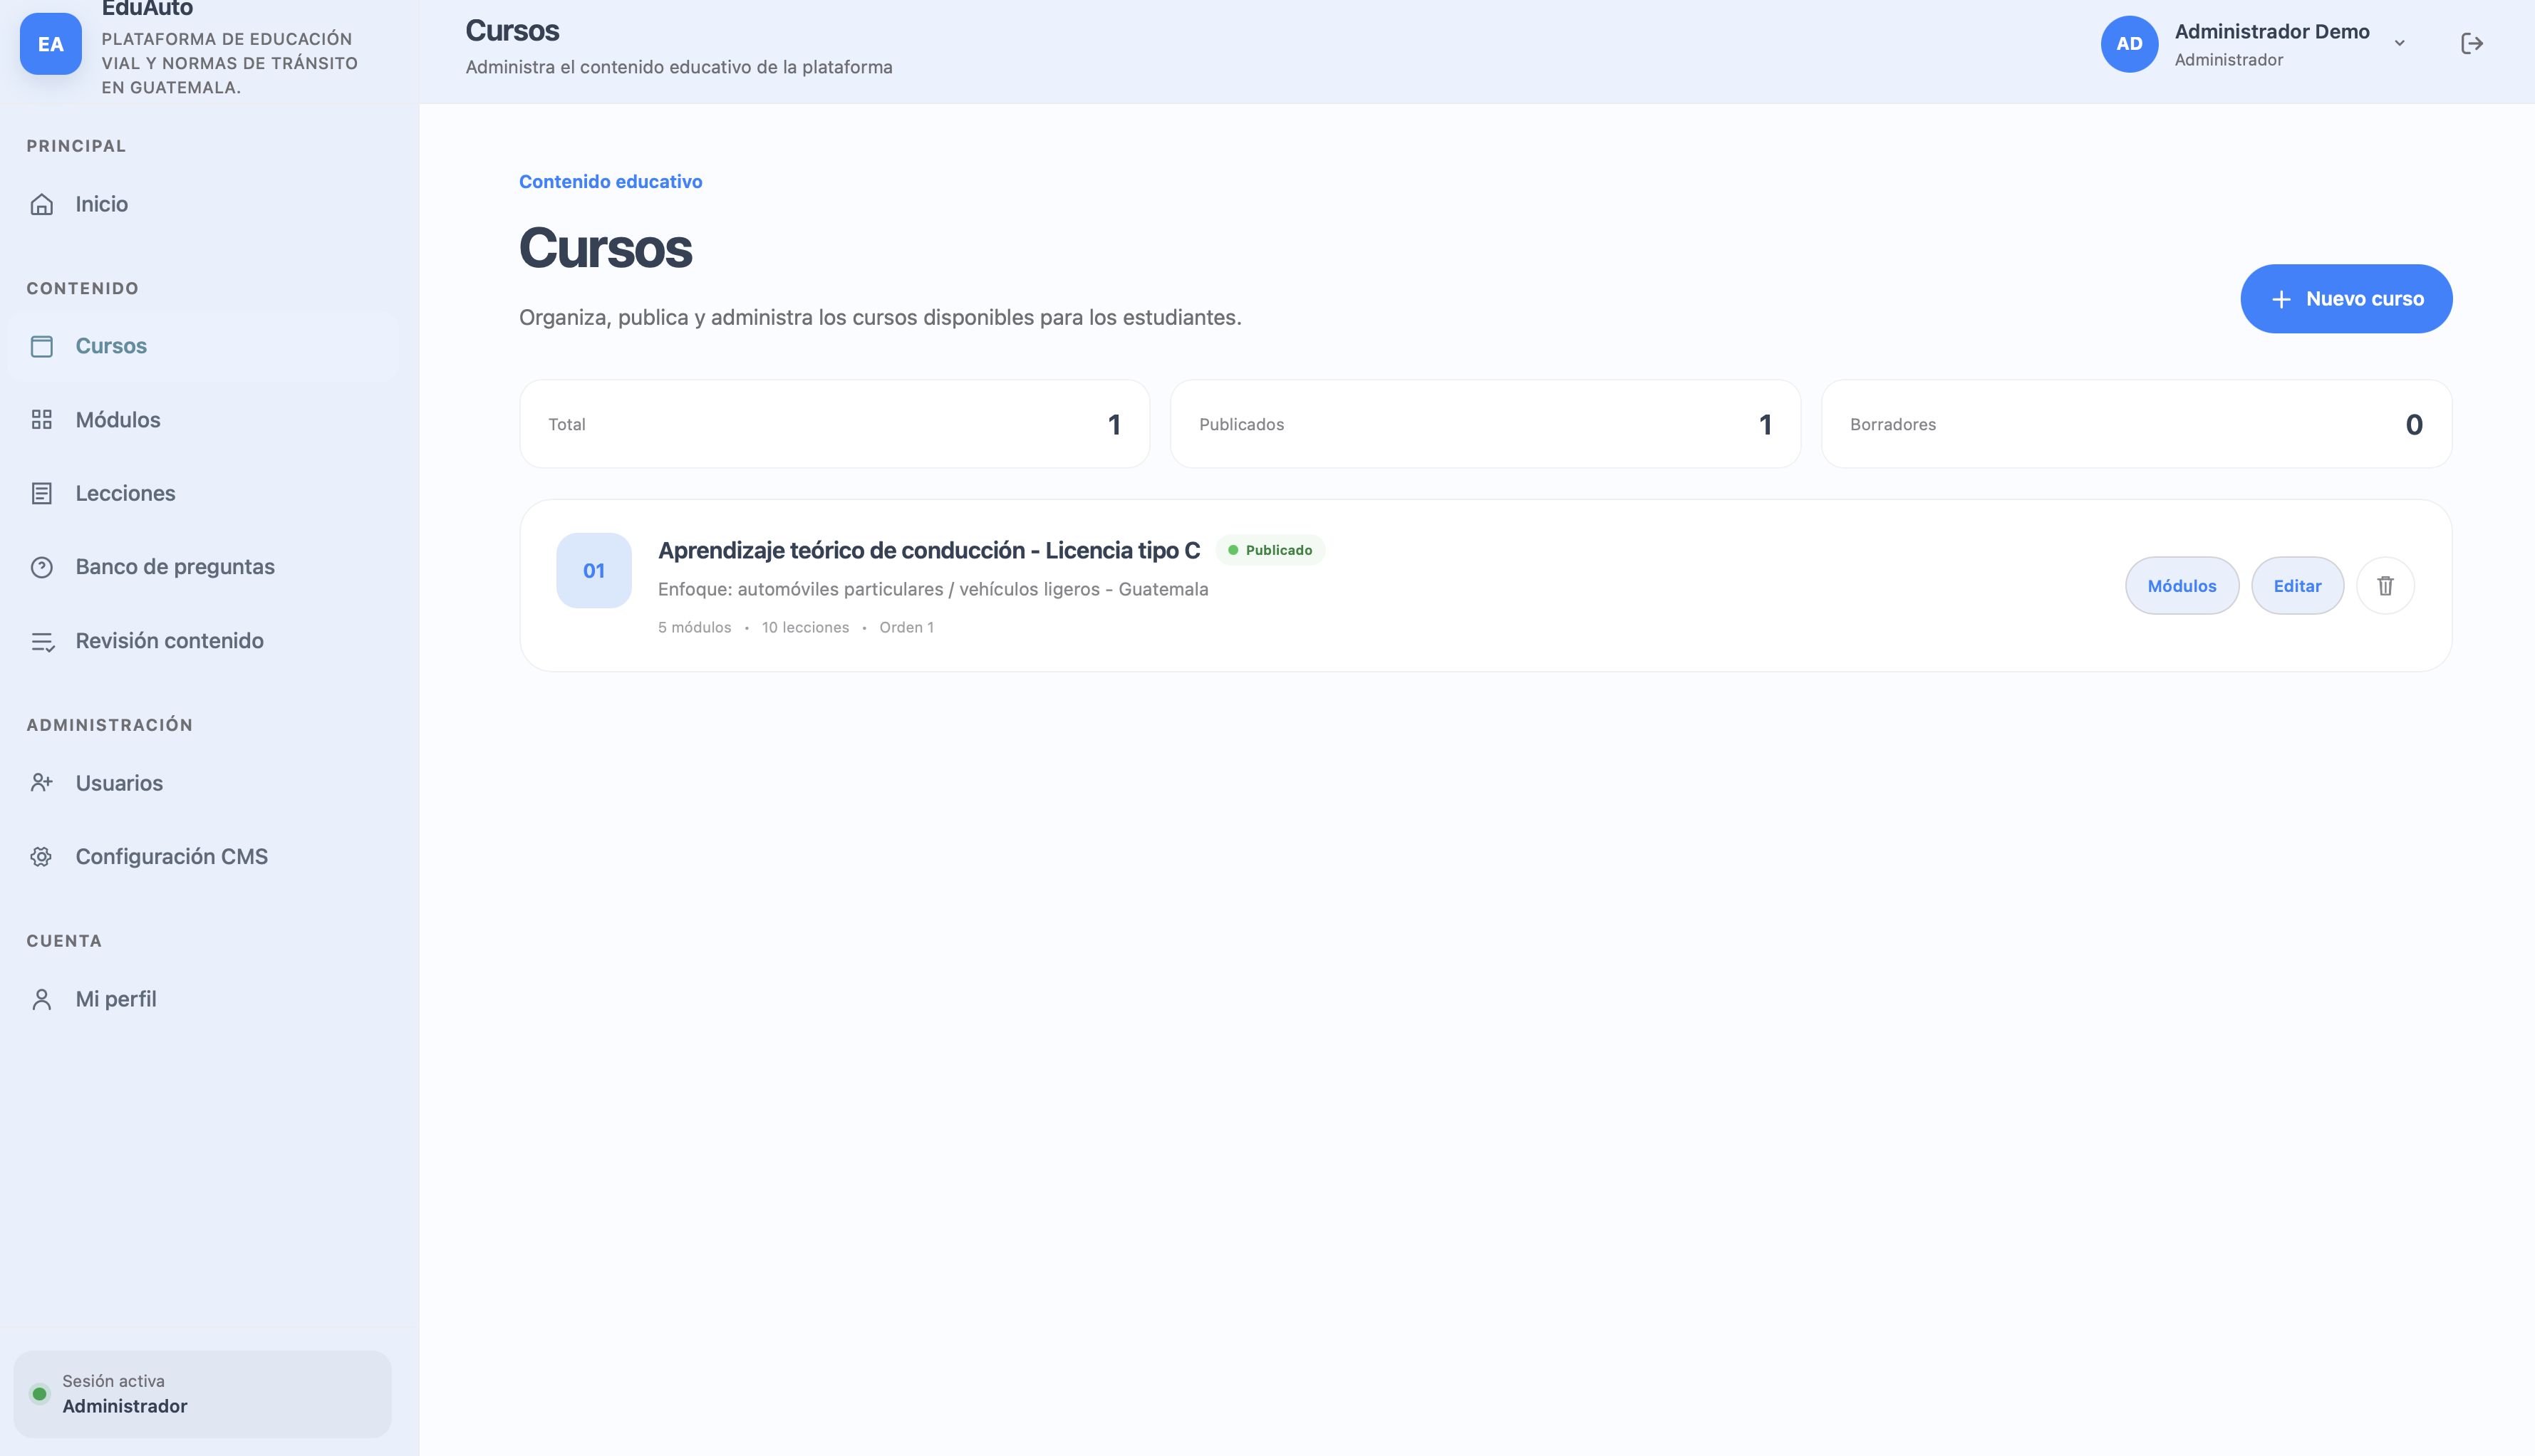 EA
EduAuto
PLATAFORMA DE EDUCACIÓN
VIAL Y NORMAS DE TRÁNSITO
EN GUATEMALA.
PRINCIPAL
Inicio
CONTENIDO
Cursos
Módulos
Lecciones
Banco de preguntas
Revisión contenido
ADMINISTRACIÓN
Usuarios
Configuración CMS
CUENTA
Mi perfil
Sesión activa
Administrador
Cursos
Administra el contenido educativo de la plataforma
AD
Administrador Demo
Administrador
Contenido educativo
Cursos
Organiza, publica y administra los cursos disponibles para los estudiantes.
Nuevo curso
Total 1
Publicados 1
Borradores 0
01
Aprendizaje teórico de conducción - Licencia tipo C Publicado
Enfoque: automóviles particulares / vehículos ligeros - Guatemala
5 módulos • 10 lecciones • Orden 1
Módulos Editar